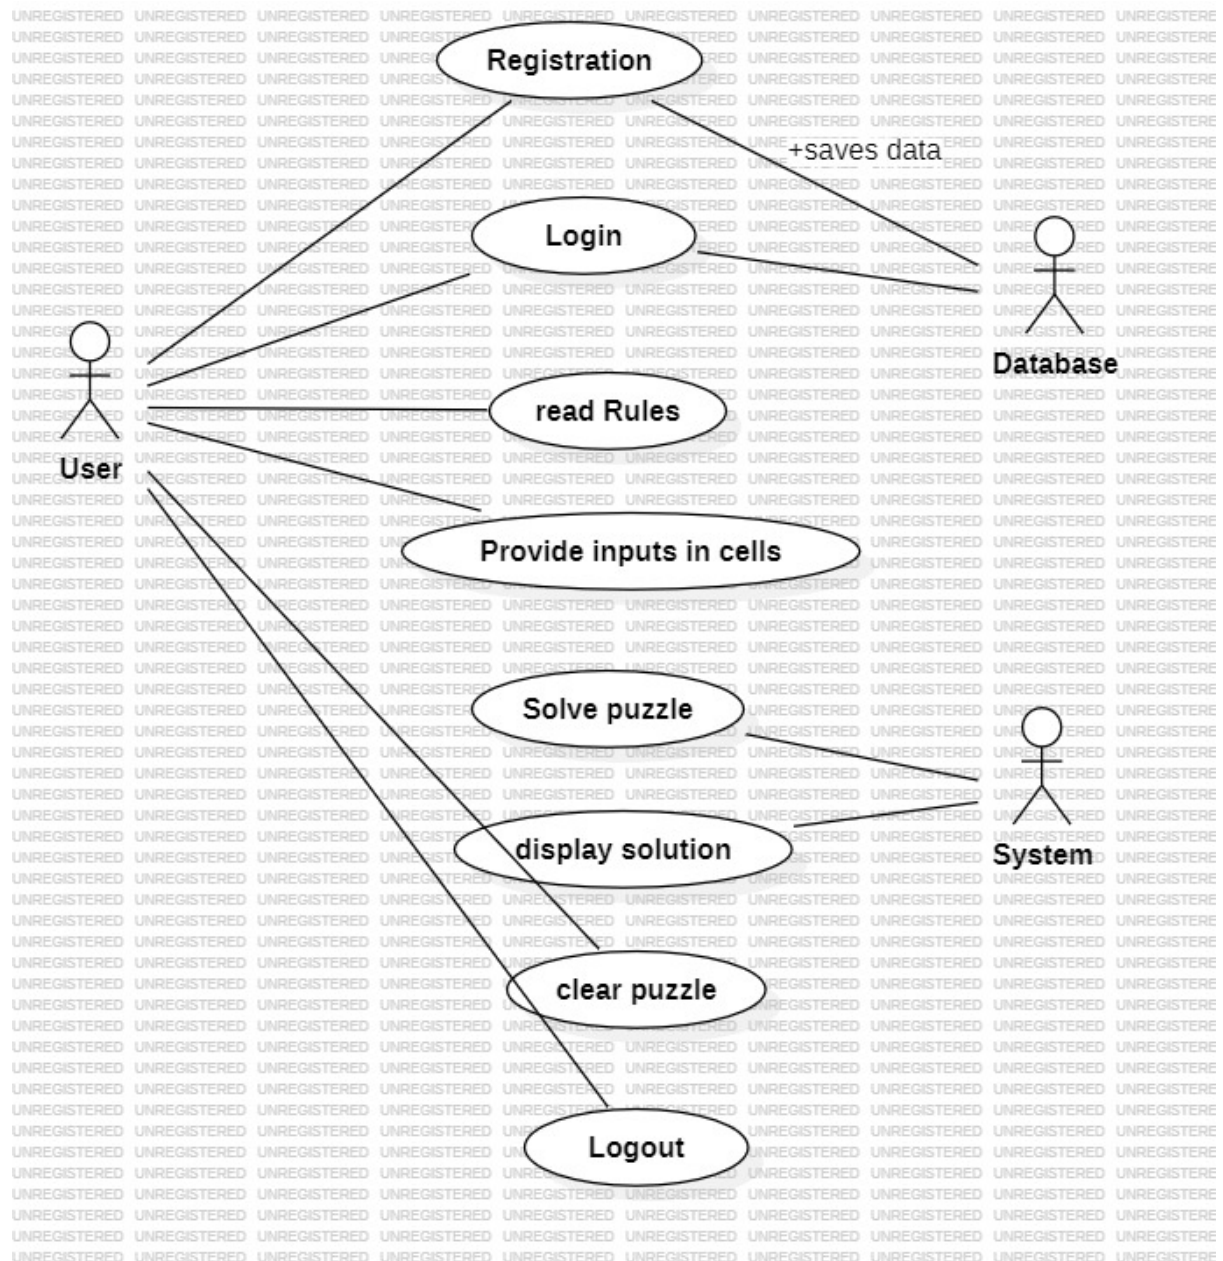 Registration
+saves data
Login
Database
read Rules
User
Provide inputs in cells
Solve puzzle
display solution
System
clear puzzle
Logout
UNREGISTERED